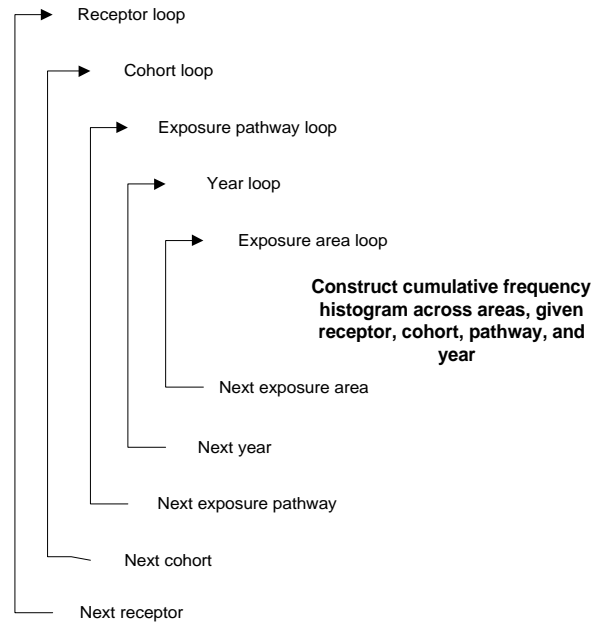 Receptor loop
Cohort loop
Exposure pathway loop
Year loop
Exposure area loop
Construct cumulative frequency
histogram across areas, given
receptor, cohort, pathway, and
year
Next exposure area
Next year
Next exposure pathway
Next cohort
Next receptor